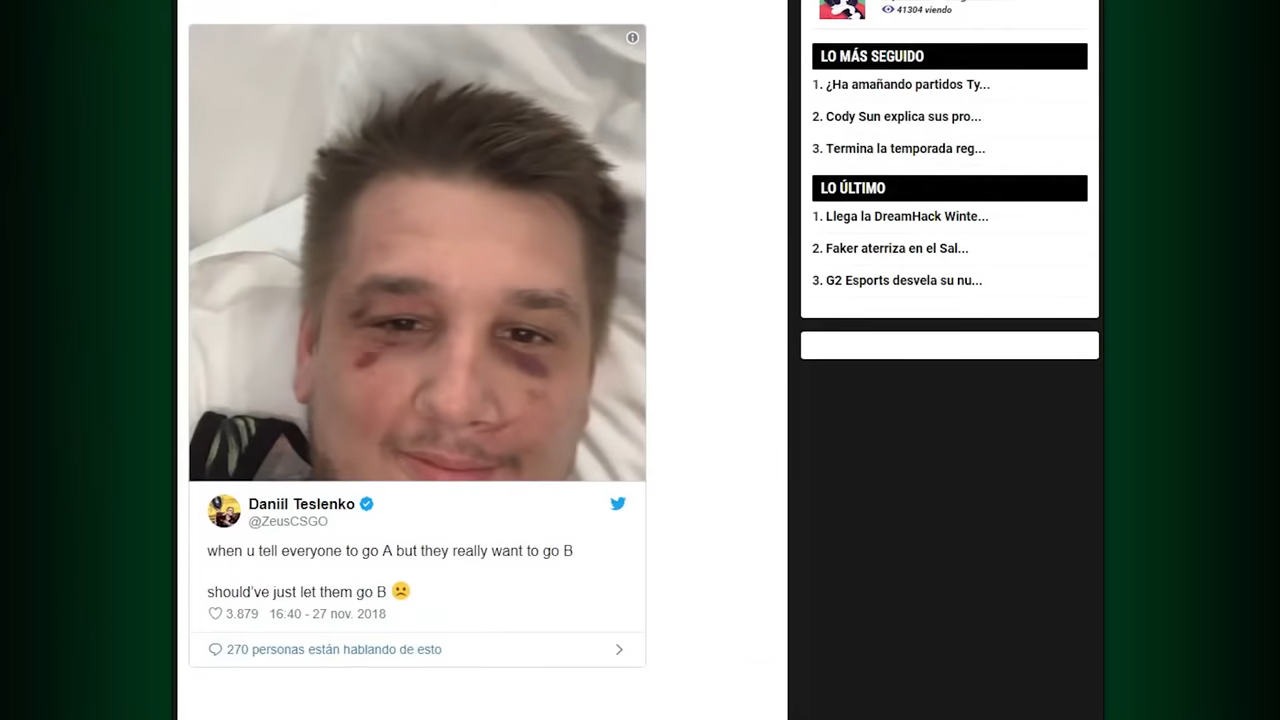 41304 viendo
LO MÁS SEGUIDO
1. ¿Ha amañando partidos Ty...
2. Cody Sun explica sus pro...
3. Termina la temporada reg...
LO ÚLTIMO
1. Llega la DreamHack Winte...
2. Faker aterriza en el Sal...
3. G2 Esports desvela su nu...
Daniil Teslenko
@ZeusCSGO
when u tell everyone to go A but they really want to go B
should've just let them go B ☹️
3.879 16:40 - 27 nov. 2018
270 personas están hablando de esto